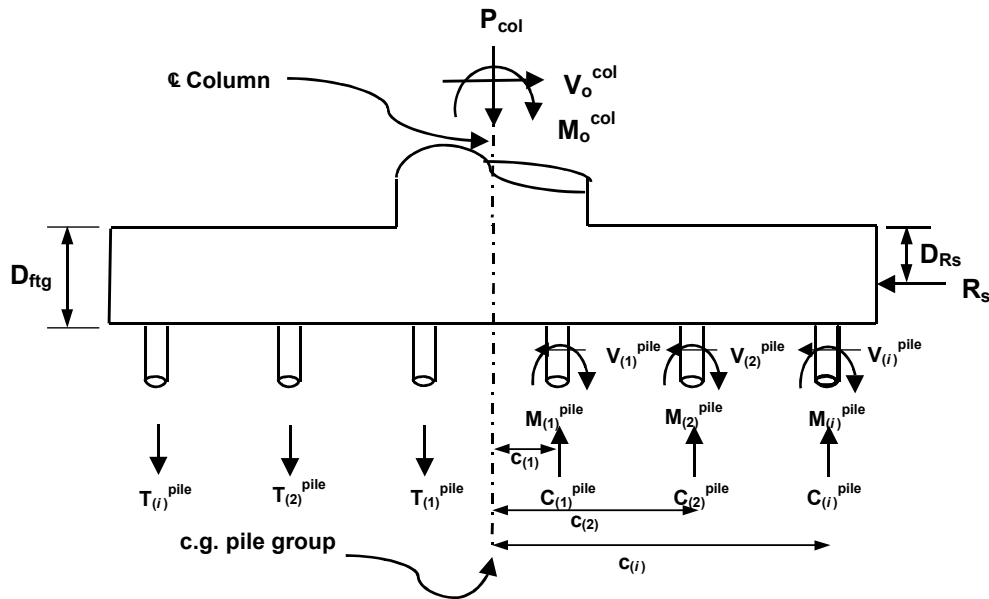 P_col
℄ Column
V_o^col
M_o^col
D_ftg
D_Rs
R_s
V_(1)^pile
V_(2)^pile
V_(i)^pile
M_(1)^pile
M_(2)^pile
M_(i)^pile
c_(1)
T_(i)^pile
T_(2)^pile
T_(1)^pile
C_(1)^pile
C_(2)^pile
C_(i)^pile
c_(2)
c.g. pile group
c_(i)